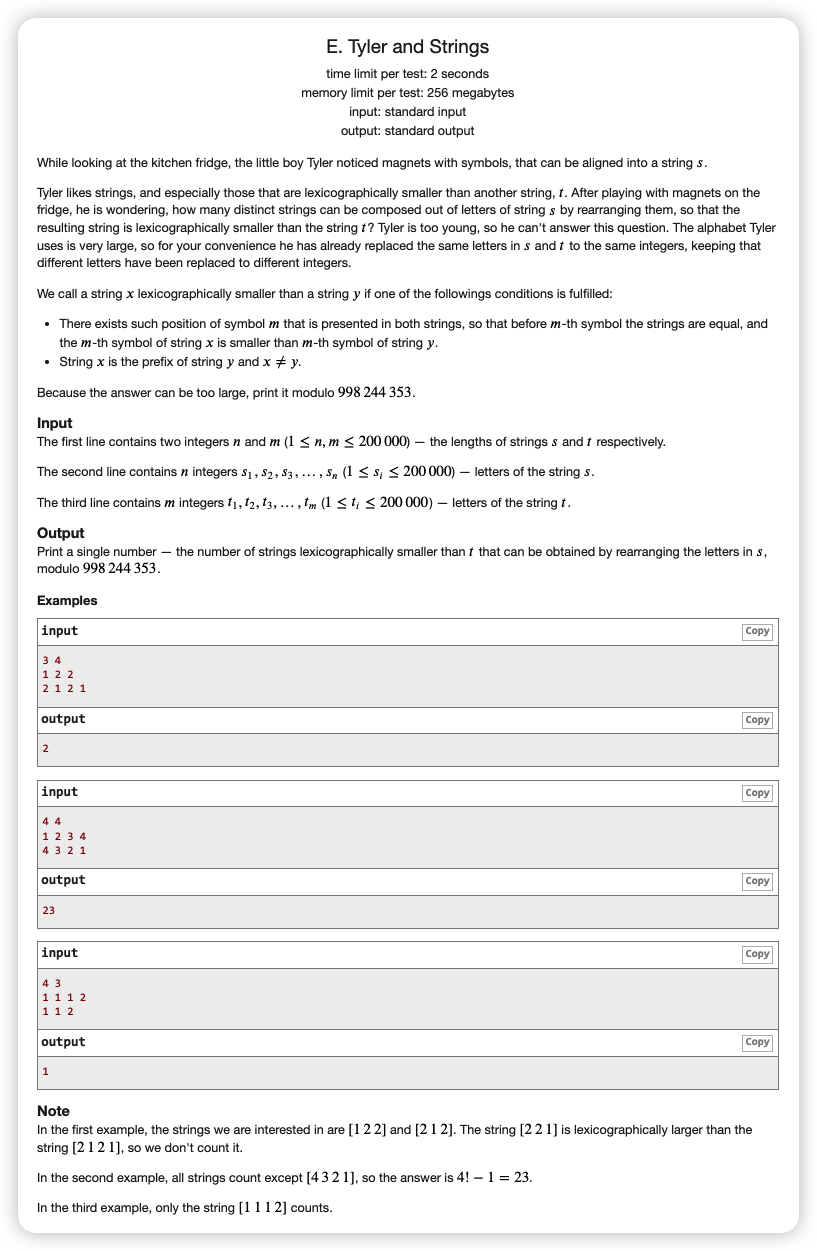 E. Tyler and Strings
time limit per test: 2 seconds
memory limit per test: 256 megabytes
input: standard input
output: standard output
While looking at the kitchen fridge, the little boy Tyler noticed magnets with symbols, that can be aligned into a string s.
Tyler likes strings, and especially those that are lexicographically smaller than another string, t. After playing with magnets on the
fridge, he is wondering, how many distinct strings can be composed out of letters of string s by rearranging them, so that the
resulting string is lexicographically smaller than the string t? Tyler is too young, so he can't answer this question. The alphabet Tyler
uses is very large, so for your convenience he has already replaced the same letters in s and t to the same integers, keeping that
different letters have been replaced to different integers.
We call a string x lexicographically smaller than a string y if one of the followings conditions is fulfilled:
• There exists such position of symbol m that is presented in both strings, so that before m-th symbol the strings are equal, and
the m-th symbol of string x is smaller than m-th symbol of string y.
• String x is the prefix of string y and x ≠ y.
Because the answer can be too large, print it modulo 998 244 353.
Input
The first line contains two integers n and m (1 ≤ n, m ≤ 200 000) — the lengths of strings s and t respectively.
The second line contains n integers s₁, s₂, s₃, … , sₙ (1 ≤ sᵢ ≤ 200 000) — letters of the string s.
The third line contains m integers t₁, t₂, t₃, … , tₘ (1 ≤ tᵢ ≤ 200 000) — letters of the string t.
Output
Print a single number — the number of strings lexicographically smaller than t that can be obtained by rearranging the letters in s,
modulo 998 244 353.
Examples
input Copy
3 4
1 2 2
2 1 2 1
output Copy
2
input Copy
4 4
1 2 3 4
4 3 2 1
output Copy
23
input Copy
4 3
1 1 1 2
1 1 2
output Copy
1
Note
In the first example, the strings we are interested in are [1 2 2] and [2 1 2]. The string [2 2 1] is lexicographically larger than the
string [2 1 2 1], so we don't count it.
In the second example, all strings count except [4 3 2 1], so the answer is 4! − 1 = 23.
In the third example, only the string [1 1 1 2] counts.